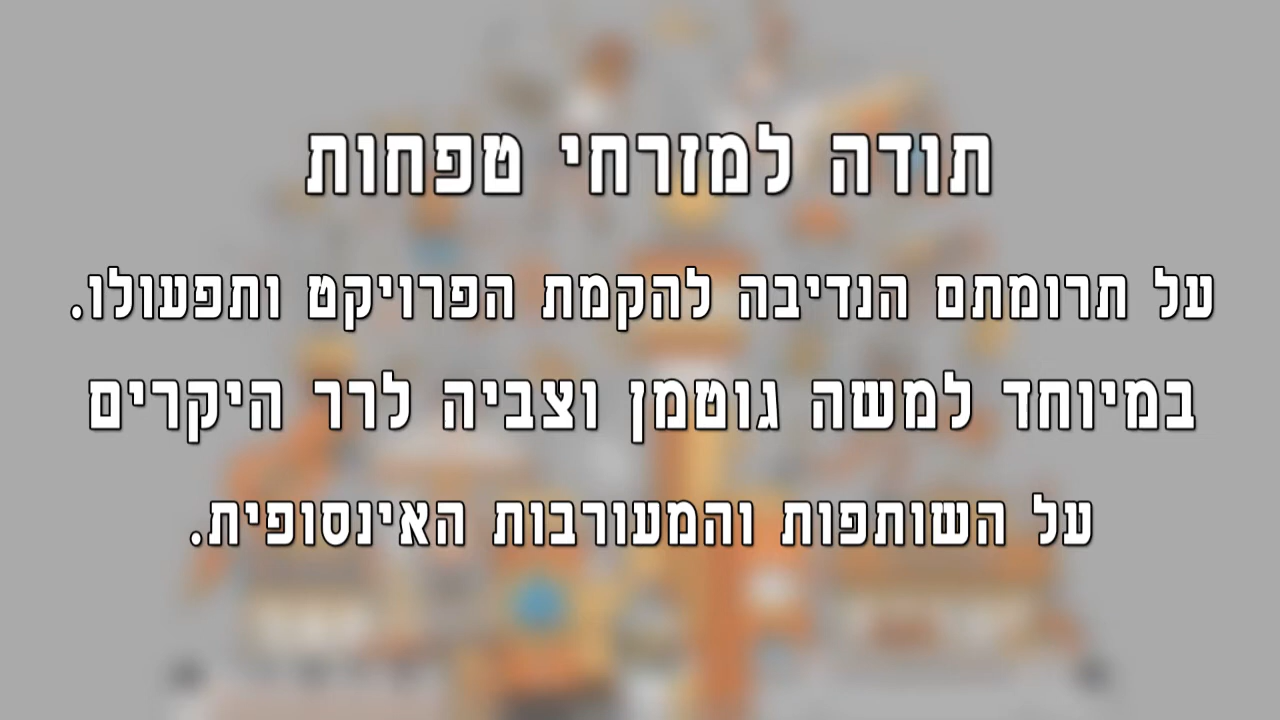 תודה למזרחי טפחות
על תרומתם הנדיבה להקמת הפרויקט ותפעולו.
במיוחד למשה גוטמן וצביה לרר היקרים
על השותפות והמעורבות האינסופית.